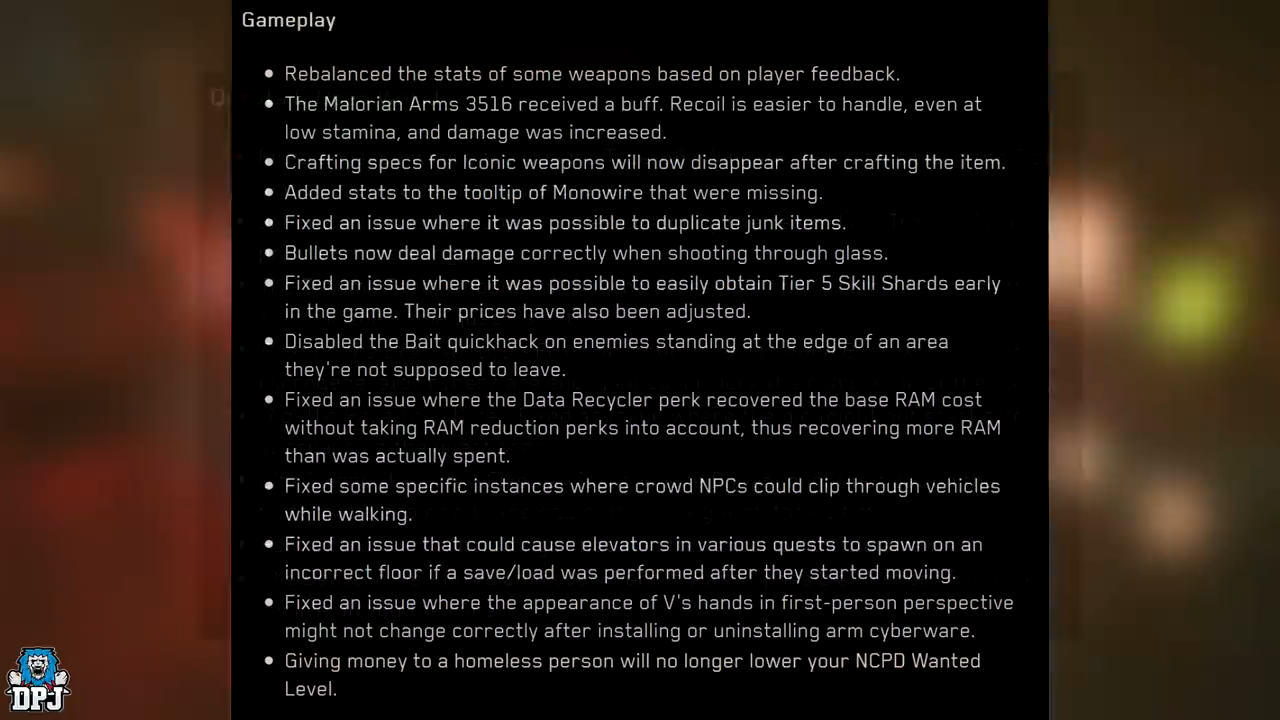 Gameplay
Rebalanced the stats of some weapons based on player feedback.
The Malorian Arms 3516 received a buff. Recoil is easier to handle, even at
low stamina, and damage was increased.
Crafting specs for Iconic weapons will now disappear after crafting the item.
Added stats to the tooltip of Monowire that were missing.
Fixed an issue where it was possible to duplicate junk items.
Bullets now deal damage correctly when shooting through glass.
Fixed an issue where it was possible to easily obtain Tier 5 Skill Shards early
in the game. Their prices have also been adjusted.
Disabled the Bait quickhack on enemies standing at the edge of an area
they're not supposed to leave.
Fixed an issue where the Data Recycler perk recovered the base RAM cost
without taking RAM reduction perks into account, thus recovering more RAM
than was actually spent.
Fixed some specific instances where crowd NPCs could clip through vehicles
while walking.
Fixed an issue that could cause elevators in various quests to spawn on an
incorrect floor if a save/load was performed after they started moving.
Fixed an issue where the appearance of V's hands in first-person perspective
might not change correctly after installing or uninstalling arm cyberware.
Giving money to a homeless person will no longer lower your NCPD Wanted
Level.
DPJ